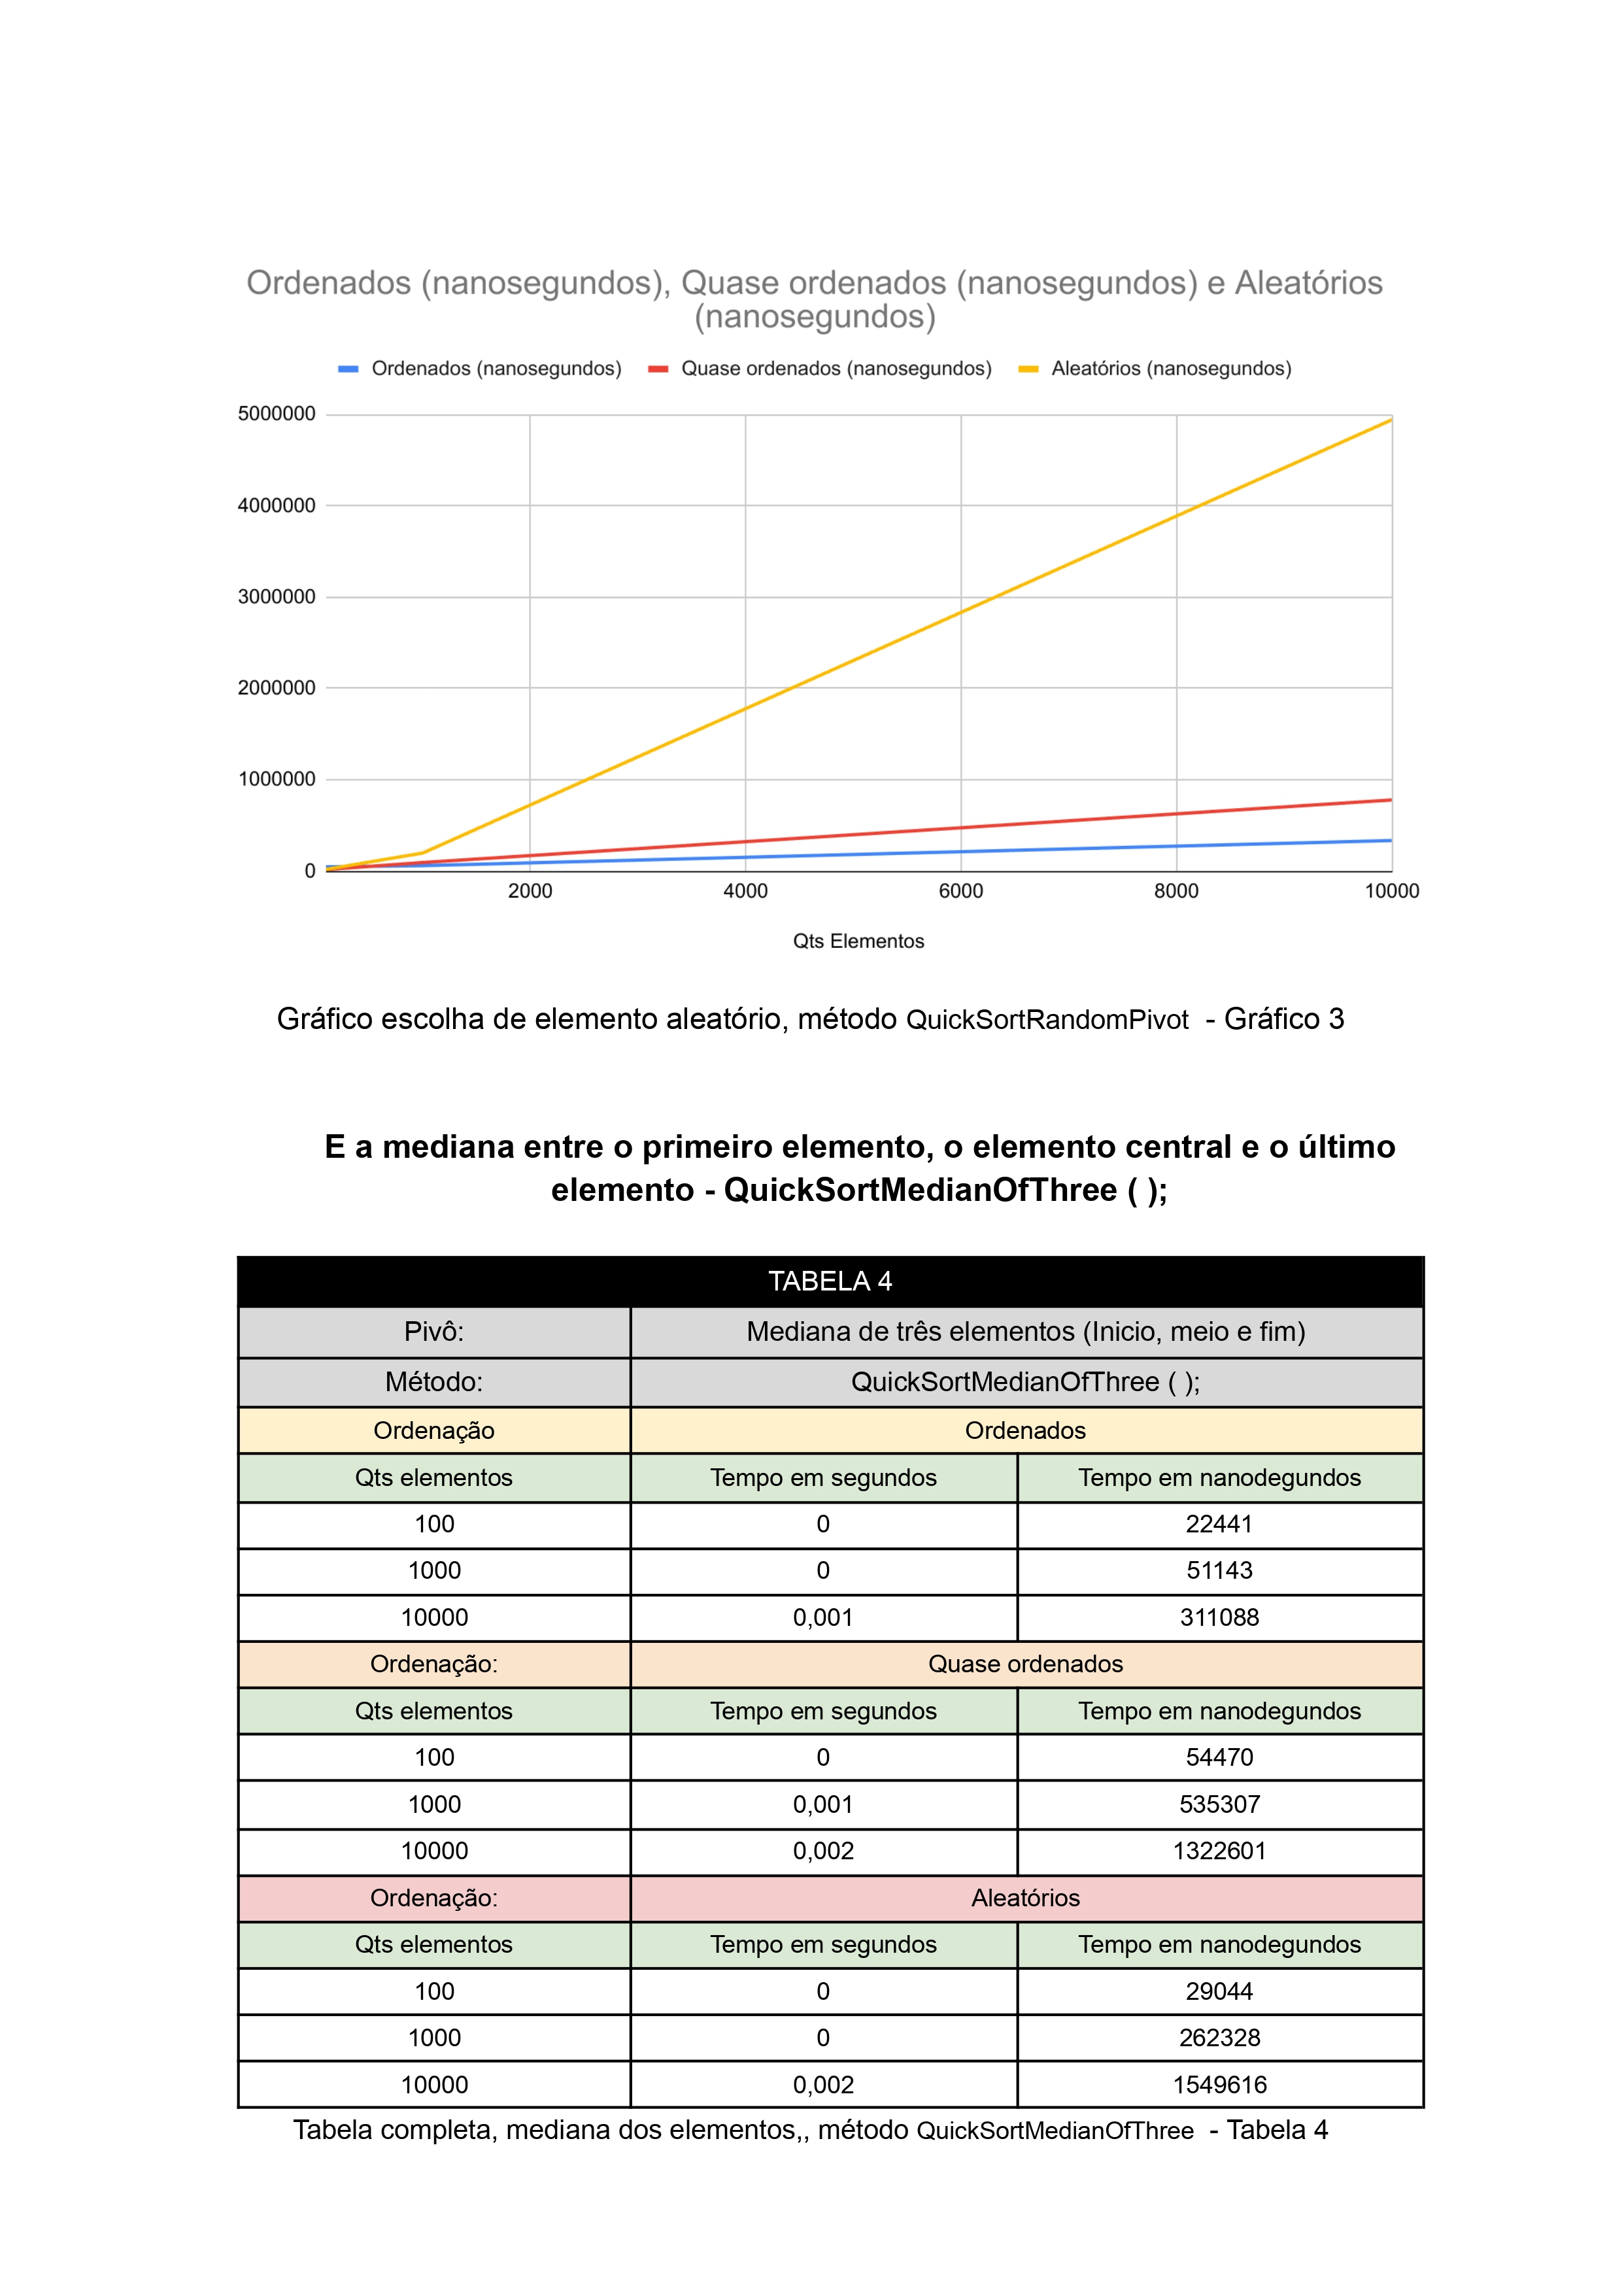 Ordenados (nanosegundos), Quase ordenados (nanosegundos) e Aleatórios
(nanosegundos)
Ordenados (nanosegundos) Quase ordenados (nanosegundos) Aleatórios (nanosegundos)
5000000
4000000
3000000
2000000
1000000
0
2000 4000 6000 8000 10000
Qts Elementos
Gráfico escolha de elemento aleatório, método QuickSortRandomPivot - Gráfico 3
E a mediana entre o primeiro elemento, o elemento central e o último
elemento - QuickSortMedianOfThree ( );
TABELA 4
Pivô: Mediana de três elementos (Inicio, meio e fim)
Método: QuickSortMedianOfThree ( );
Ordenação Ordenados
Qts elementos Tempo em segundos Tempo em nanodegundos
100 0 22441
1000 0 51143
10000 0,001 311088
Ordenação: Quase ordenados
Qts elementos Tempo em segundos Tempo em nanodegundos
100 0 54470
1000 0,001 535307
10000 0,002 1322601
Ordenação: Aleatórios
Qts elementos Tempo em segundos Tempo em nanodegundos
100 0 29044
1000 0 262328
10000 0,002 1549616
Tabela completa, mediana dos elementos,, método QuickSortMedianOfThree - Tabela 4